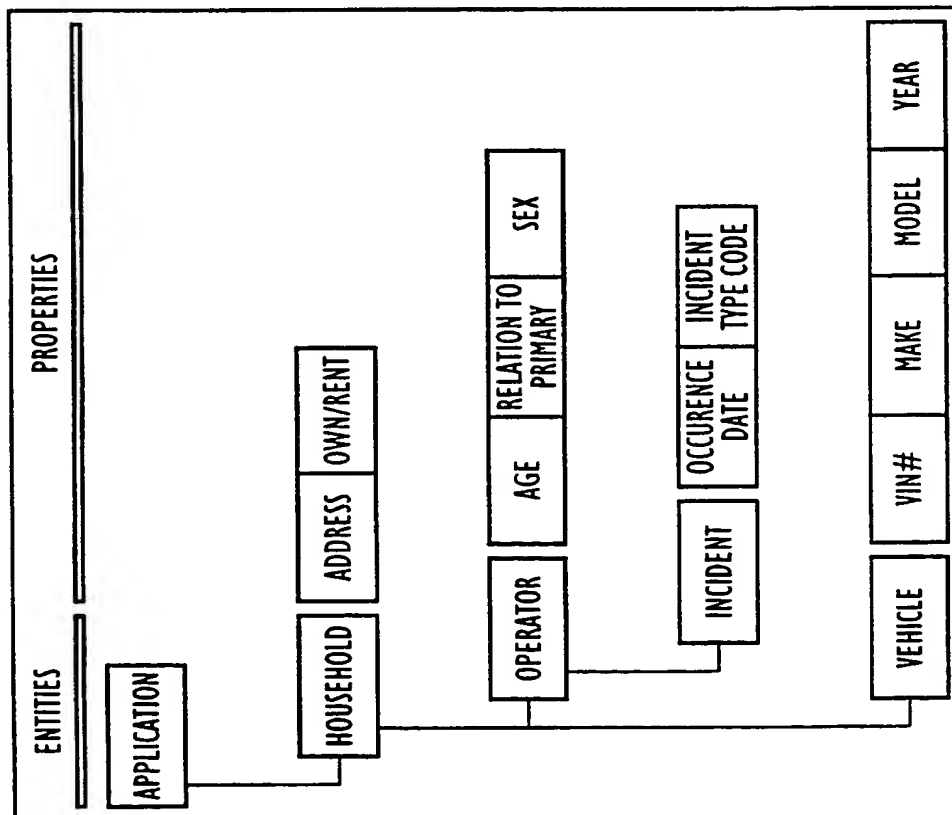 ENTITIES
PROPERTIES
APPLICATION
HOUSEHOLD
ADDRESS
OWN/RENT
OPERATOR
AGE
RELATION TO
PRIMARY
SEX
INCIDENT
OCCURENCE
DATE
INCIDENT
TYPE CODE
VEHICLE
VIN#
MAKE
MODEL
YEAR